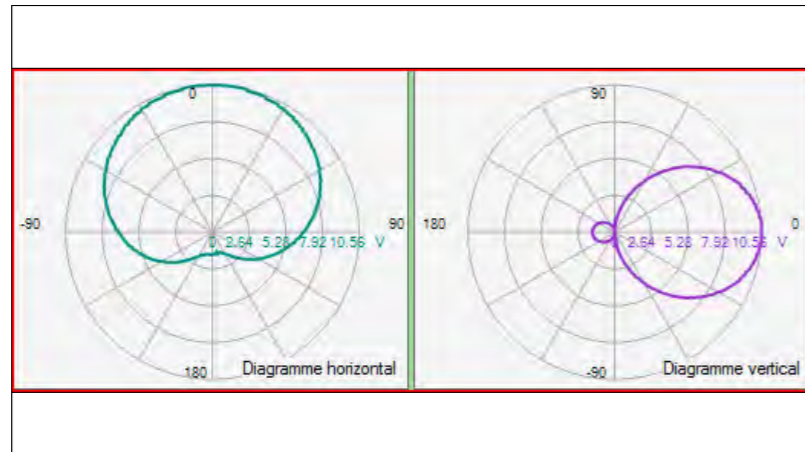 0
-90
90
0 2.64 5.28 7.92 10.56 V
180
Diagramme horizontal
90
180
0
2.64 5.28 7.92 10.56 V
-90
Diagramme vertical